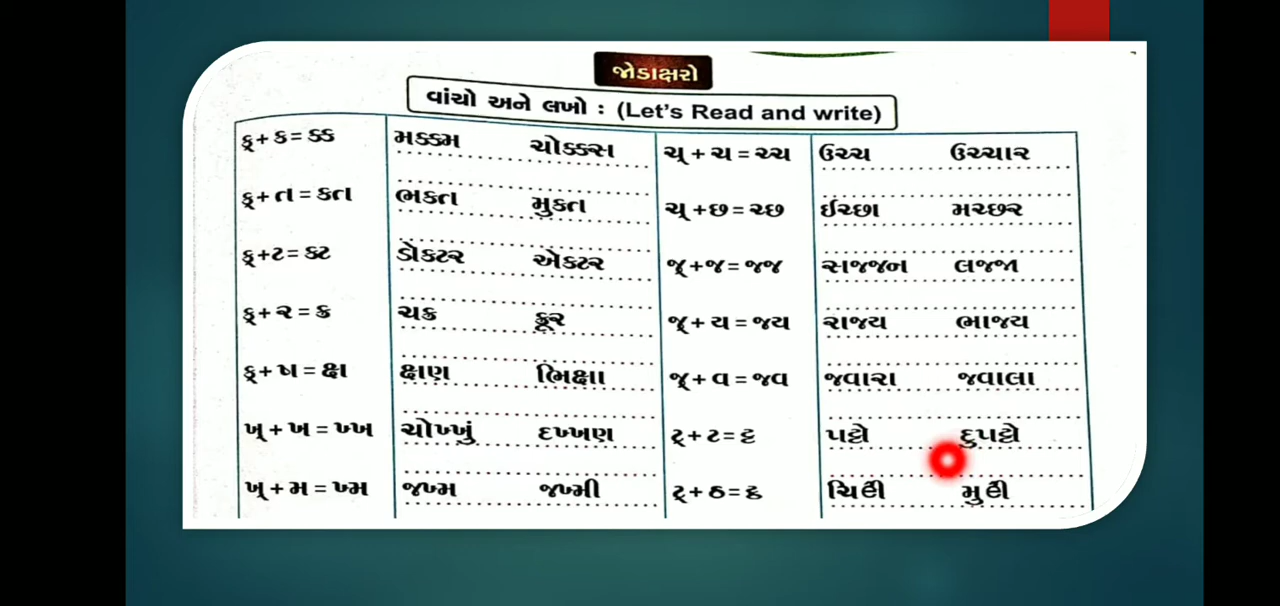 જોડાક્ષરો
વાંચો અને લખો : (Let's Read and write)
ક્+ક=ક્ક મક્કમ ચોક્કસ ચ્+ચ=ચ્ચ ઉચ્ચ ઉચ્ચાર
ક્+ત=ક્ત ભક્ત મુક્ત ચ્+છ=ચ્છ ઈચ્છા મચ્છર
ક્+ટ=ક્ટ ડોક્ટર એક્ટર જ્+જ=જ્જ સજ્જન લજ્જા
ક્+ર=ક્ર ચક્ર ક્રૂર જ્+ય=જ્ય રાજ્ય ભાજ્ય
ક્+ષ=ક્ષ ક્ષણ ભિક્ષા જ્+વ=જ્વ જ્વારા જ્વાલા
ખ્+ખ=ખ્ખ ચોખ્ખું દખ્ખણ ટ્+ટ=ટ્ટ પટ્ટો દુપટ્ટો
ખ્+મ=ખ્મ જખ્મ જખ્મી ટ્+ઠ=ટ્ઠ ચિઠ્ઠી મુઠ્ઠી